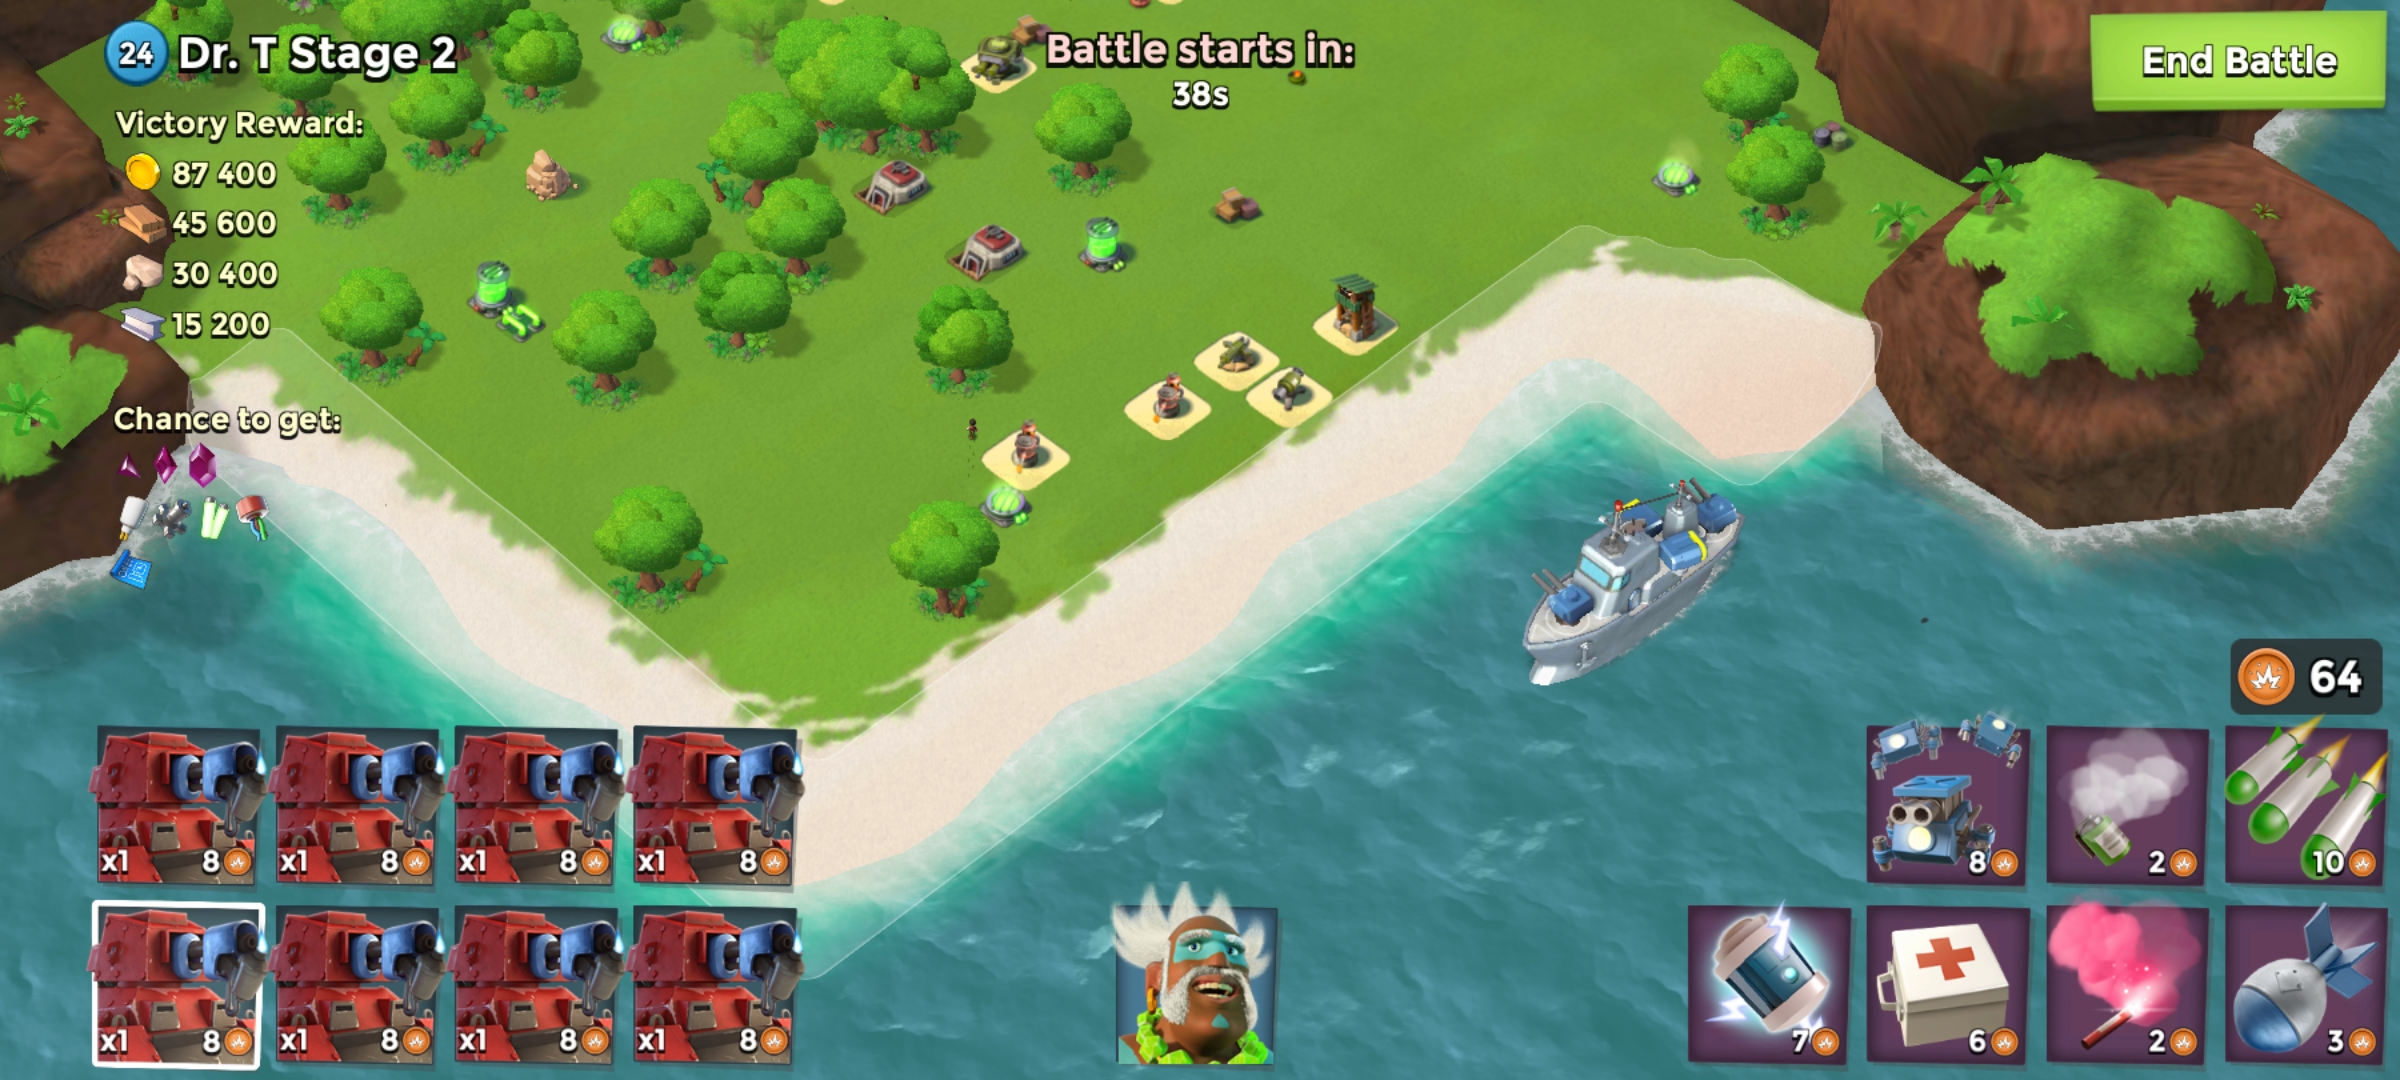 24 Dr. T Stage 2
Battle starts in:
38s
End Battle
Victory Reward:
87 400
45 600
30 400
15 200
Chance to get:
64
x1 8 x1 8 x1 8 x1 8
8 2 10
x1 8 x1 8 x1 8 x1 8
7 6 2 3